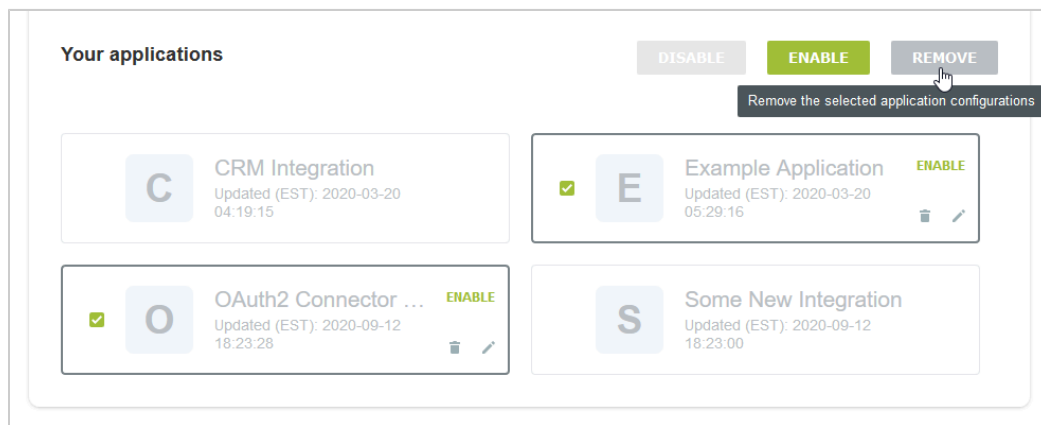 Your applications
DISABLE
ENABLE
REMOVE
Remove the selected application configurations
C
CRM Integration
Updated (EST): 2020-03-20
04:19:15
E
Example Application
Updated (EST): 2020-03-20
05:29:16
ENABLE
O
OAuth2 Connector ...
Updated (EST): 2020-09-12
18:23:28
ENABLE
S
Some New Integration
Updated (EST): 2020-09-12
18:23:00